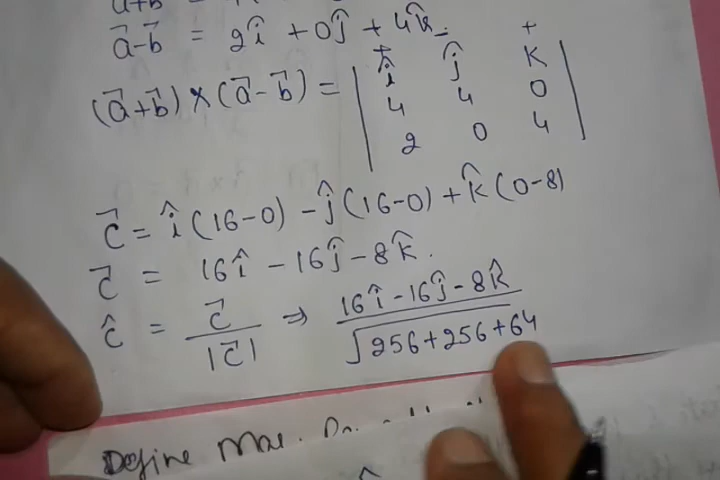 a⃗+b⃗ =
a⃗-b⃗ = 2î + 0ĵ + 4k̂
(a⃗+b⃗) × (a⃗-b⃗) = | î ĵ k̂ |
4 4 0
2 0 4
c⃗ = î(16-0) - ĵ(16-0) + k̂(0-8)
c⃗ = 16î - 16ĵ - 8k̂.
ĉ = c⃗ / |c⃗| ⇒ 16î - 16ĵ - 8k̂ / √256+256+64
Define